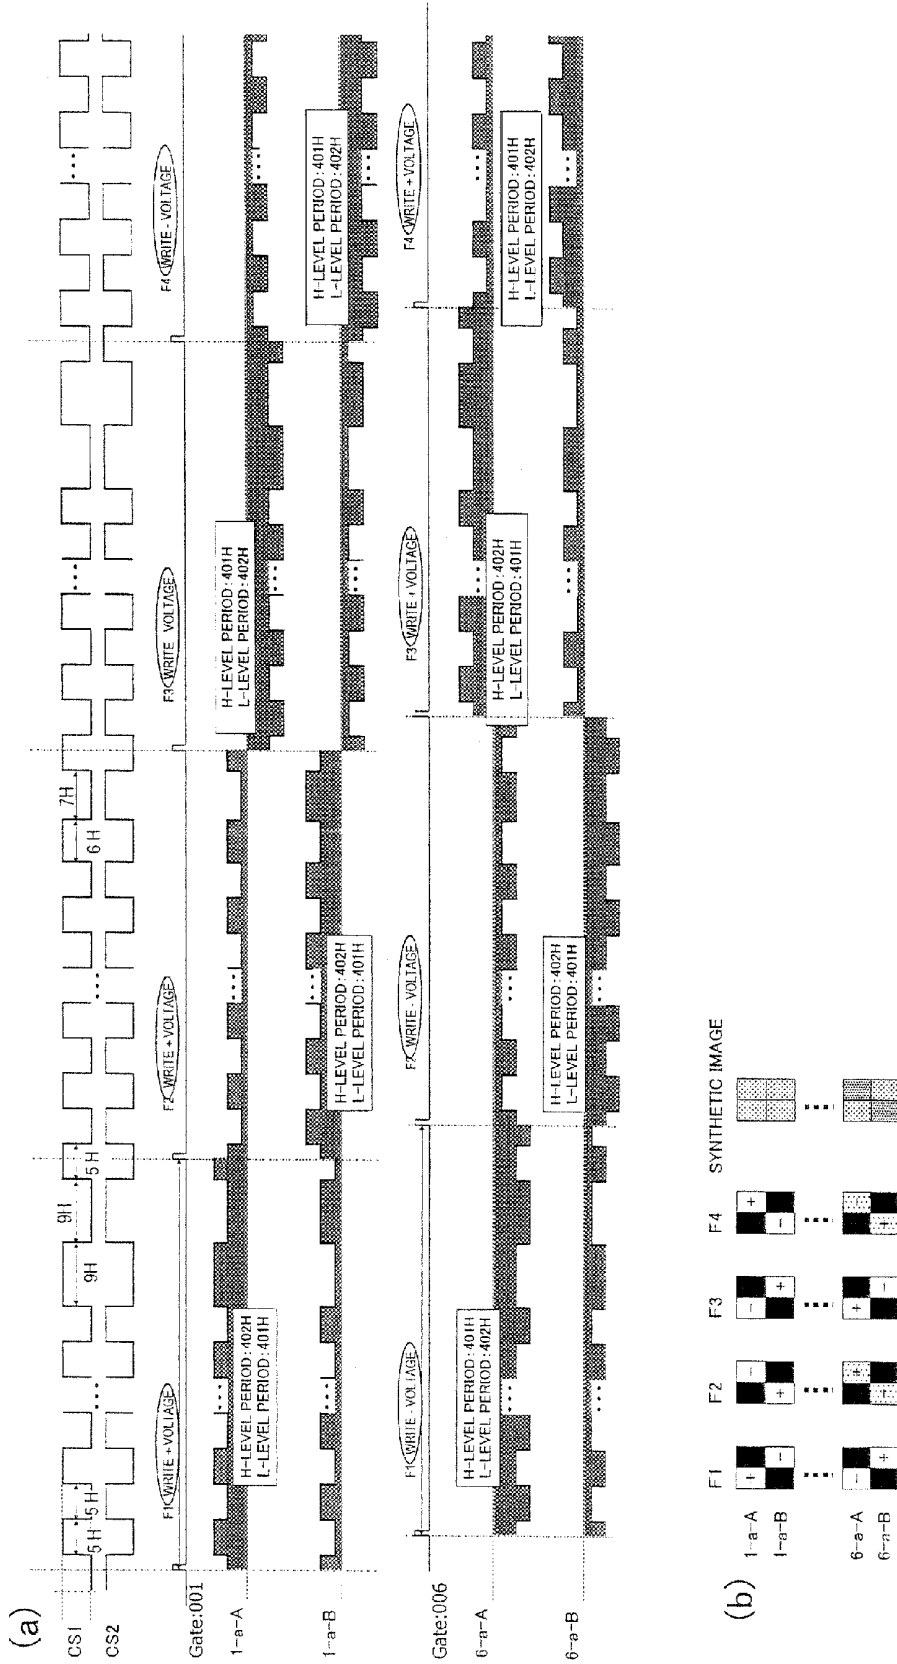 (a)
CS1
CS2
5H
5H
9H
9H
5H
6H
7H
Gate:001
F1 WRITE + VOLTAGE
F2 WRITE + VOLTAGE
F3 WRITE - VOLTAGE
F4 WRITE - VOLTAGE
1-a-A
H-LEVEL PERIOD:402H
L-LEVEL PERIOD:401H
H-LEVEL PERIOD:401H
L-LEVEL PERIOD:402H
1-a-B
H-LEVEL PERIOD:402H
L-LEVEL PERIOD:401H
H-LEVEL PERIOD:401H
L-LEVEL PERIOD:402H
Gate:006
F1 WRITE - VOLTAGE
F2 WRITE - VOLTAGE
F3 WRITE + VOLTAGE
F4 WRITE + VOLTAGE
6-a-A
H-LEVEL PERIOD:401H
L-LEVEL PERIOD:402H
H-LEVEL PERIOD:402H
L-LEVEL PERIOD:401H
H-LEVEL PERIOD:401H
L-LEVEL PERIOD:402H
6-a-B
H-LEVEL PERIOD:402H
L-LEVEL PERIOD:401H
(b)
F1 F2 F3 F4 SYNTHETIC IMAGE
1-a-A + - - +
1-a-B - + + -
6-a-A - + + -
6-a-B + - - +